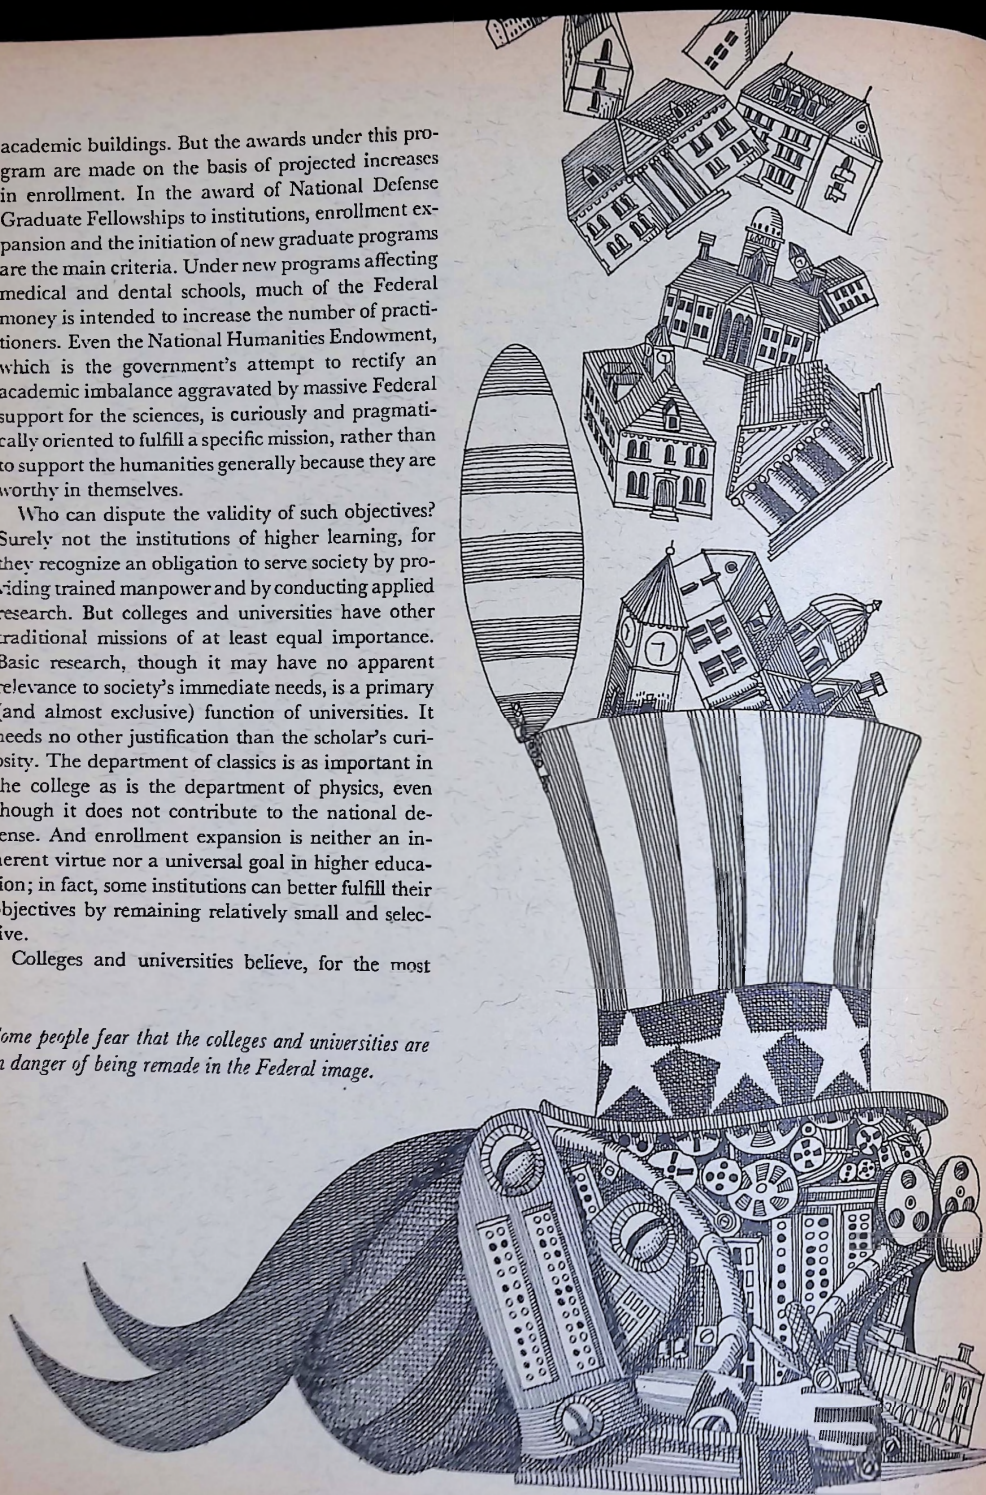 academic buildings. But the awards under this pro-
gram are made on the basis of projected increases
in enrollment. In the award of National Defense
Graduate Fellowships to institutions, enrollment ex-
pansion and the initiation of new graduate programs
are the main criteria. Under new programs affecting
medical and dental schools, much of the Federal
money is intended to increase the number of practi-
tioners. Even the National Humanities Endowment,
which is the government's attempt to rectify an
academic imbalance aggravated by massive Federal
support for the sciences, is curiously and pragmati-
cally oriented to fulfill a specific mission, rather than
to support the humanities generally because they are
worthy in themselves.
Who can dispute the validity of such objectives?
Surely not the institutions of higher learning, for
they recognize an obligation to serve society by pro-
viding trained manpower and by conducting applied
research. But colleges and universities have other
traditional missions of at least equal importance.
Basic research, though it may have no apparent
relevance to society's immediate needs, is a primary
(and almost exclusive) function of universities. It
needs no other justification than the scholar's curi-
osity. The department of classics is as important in
the college as is the department of physics, even
though it does not contribute to the national de-
fense. And enrollment expansion is neither an in-
herent virtue nor a universal goal in higher educa-
tion; in fact, some institutions can better fulfill their
objectives by remaining relatively small and selec-
tive.
Colleges and universities believe, for the most
Some people fear that the colleges and universities are
in danger of being remade in the Federal image.